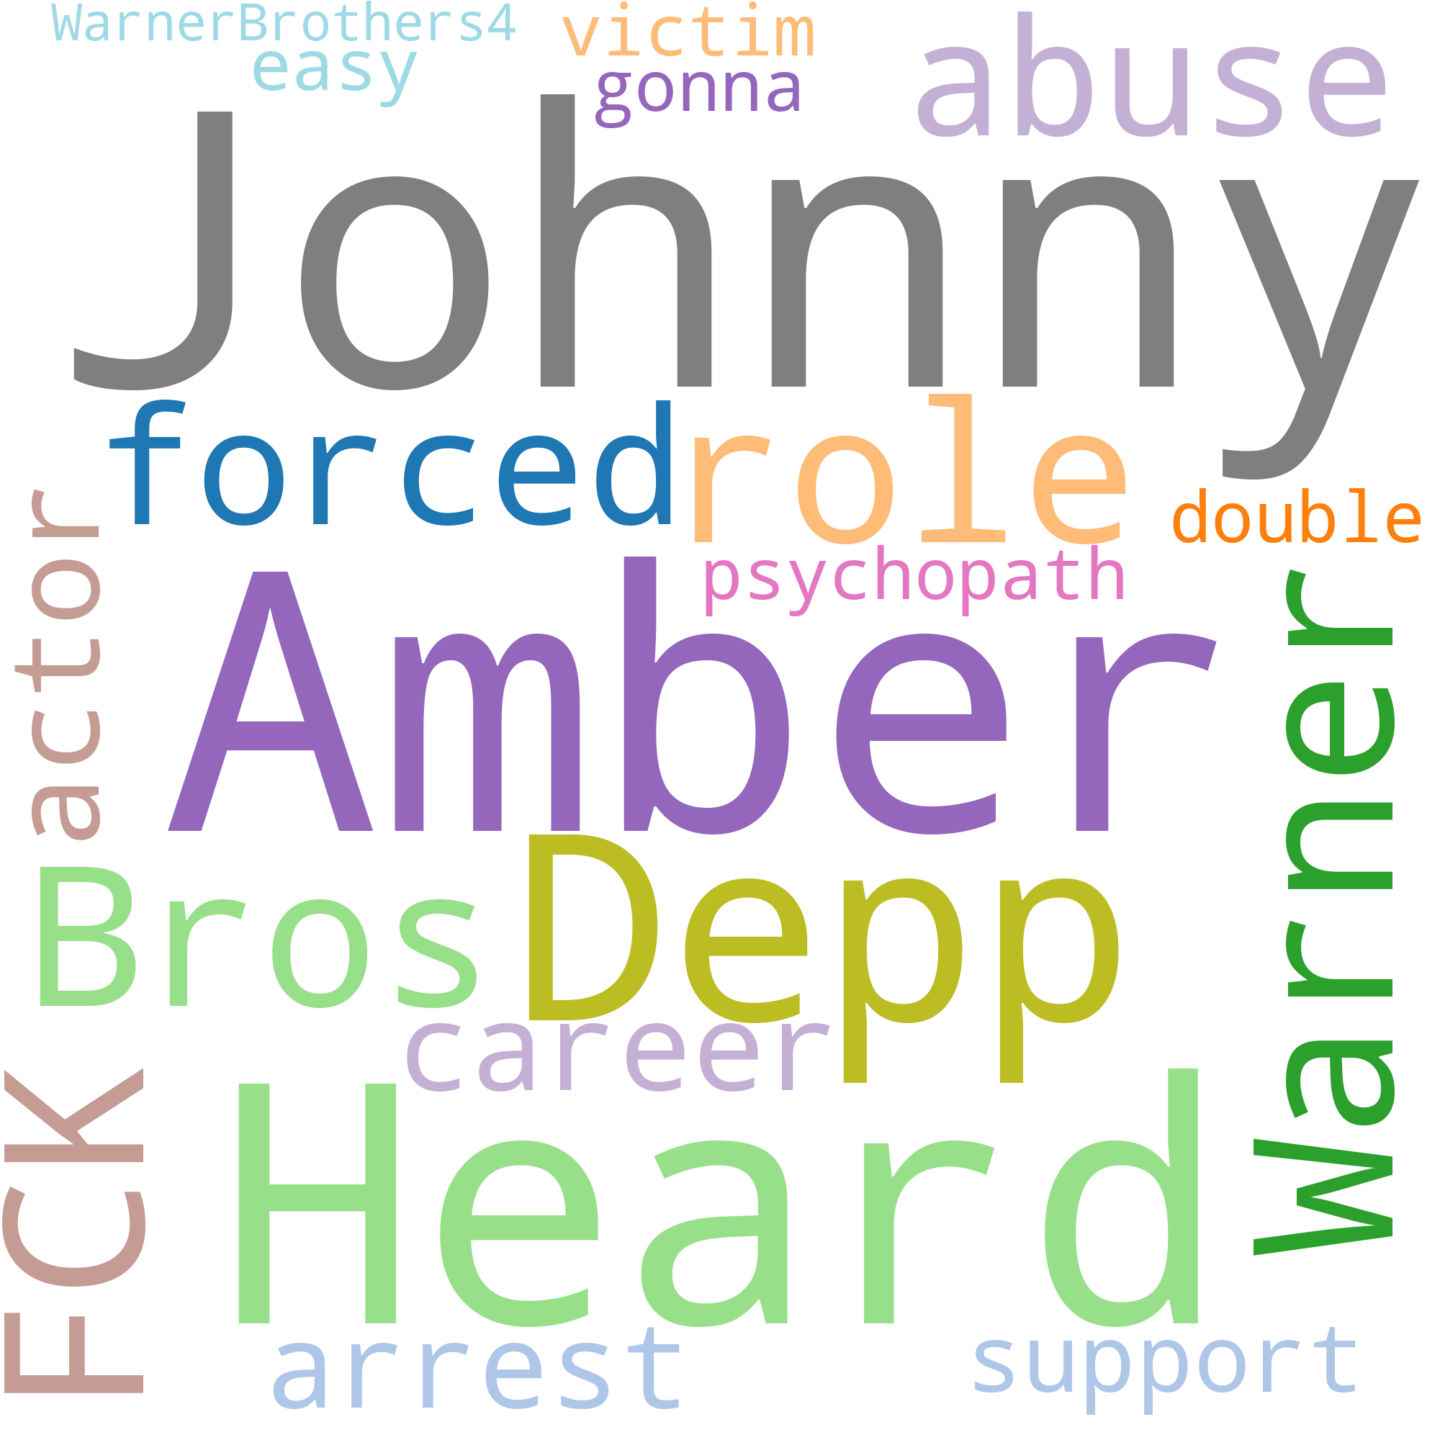 WarnerBrothers4
victim
abuse
easy
gonna
Johnny
forced
role
actor
double
psychopath
Amber
Warner
Bros
Depp
career
FCK
Heard
arrest
support